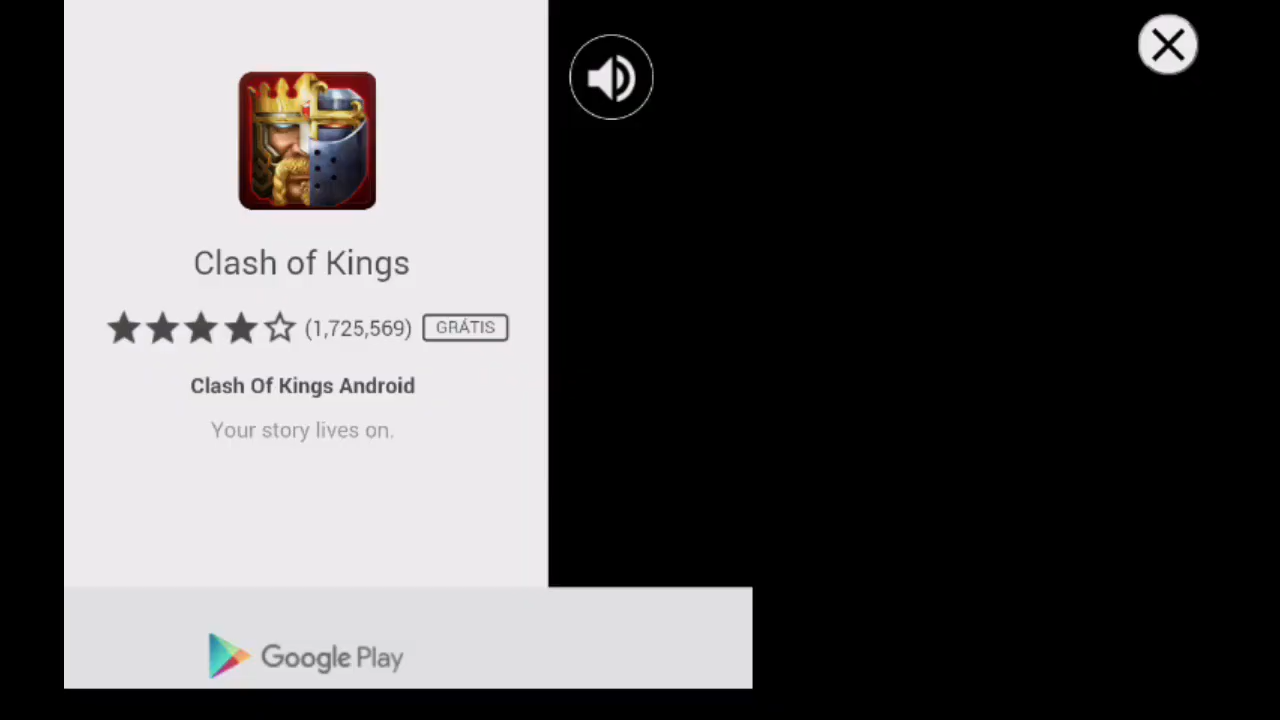 Clash of Kings
(1,725,569) GRÁTIS
Clash Of Kings Android
Your story lives on.
Google Play